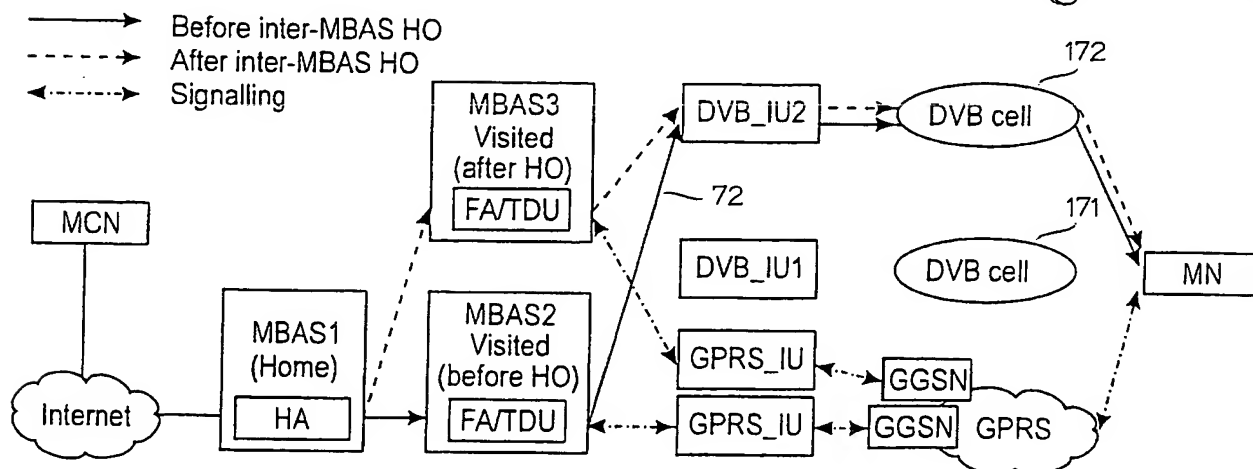 Before inter-MBAS HO
After inter-MBAS HO
Signalling
172
MBAS3
Visited
(after HO)
FA/TDU
DVB_IU2
DVB cell
72
171
MCN
DVB_IU1
DVB cell
MN
MBAS1
(Home)
HA
MBAS2
Visited
(before HO)
FA/TDU
GPRS_IU
GGSN
Internet
GPRS_IU
GGSN
GPRS